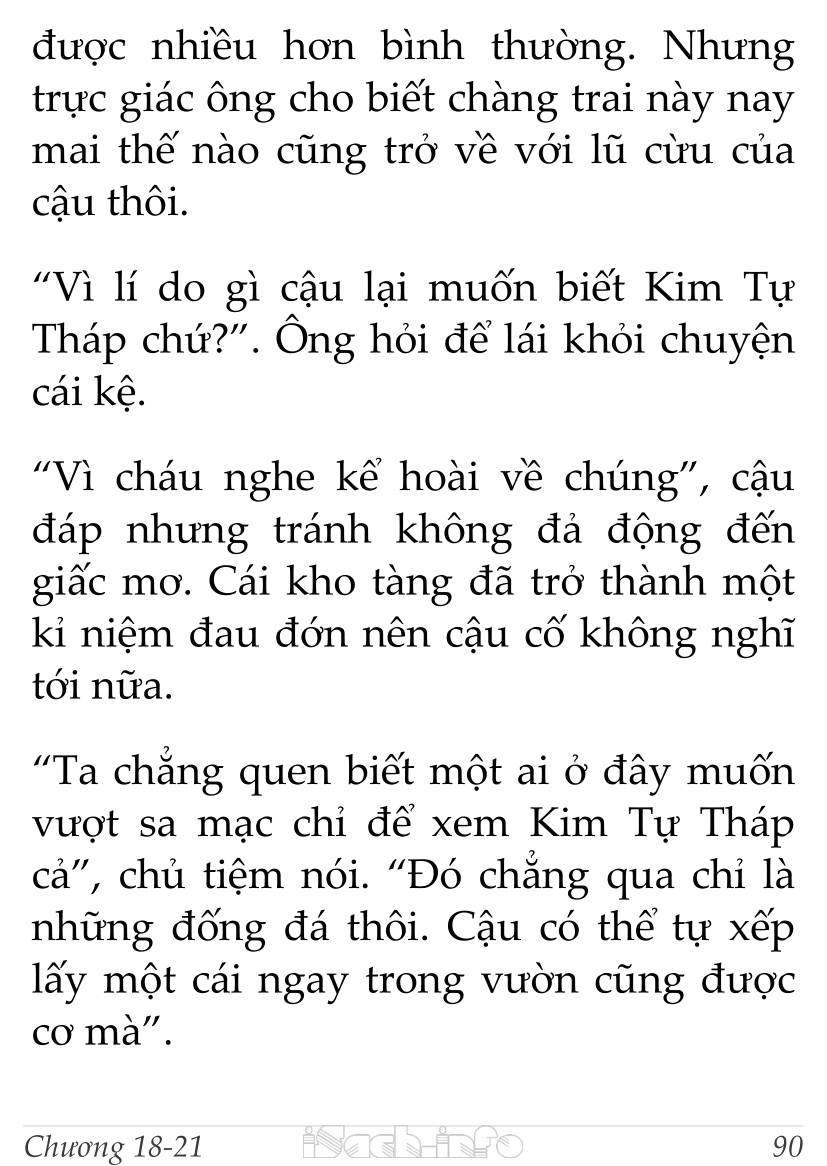 được nhiều hơn bình thường. Nhưng
trực giác ông cho biết chàng trai này nay
mai thế nào cũng trở về với lũ cừu của
cậu thôi.
“Vì lí do gì cậu lại muốn biết Kim Tự
Tháp chứ?”. Ông hỏi để lái khỏi chuyện
cái kệ.
“Vì cháu nghe kể hoài về chúng”, cậu
đáp nhưng tránh không đả động đến
giấc mơ. Cái kho tàng đã trở thành một
kỉ niệm đau đớn nên cậu cố không nghĩ
tới nữa.
“Ta chẳng quen biết một ai ở đây muốn
vượt sa mạc chỉ để xem Kim Tự Tháp
cả”, chủ tiệm nói. “Đó chẳng qua chỉ là
những đống đá thôi. Cậu có thể tự xếp
lấy một cái ngay trong vườn cũng được
cơ mà”.
Chương 18-21 iSach.info 90